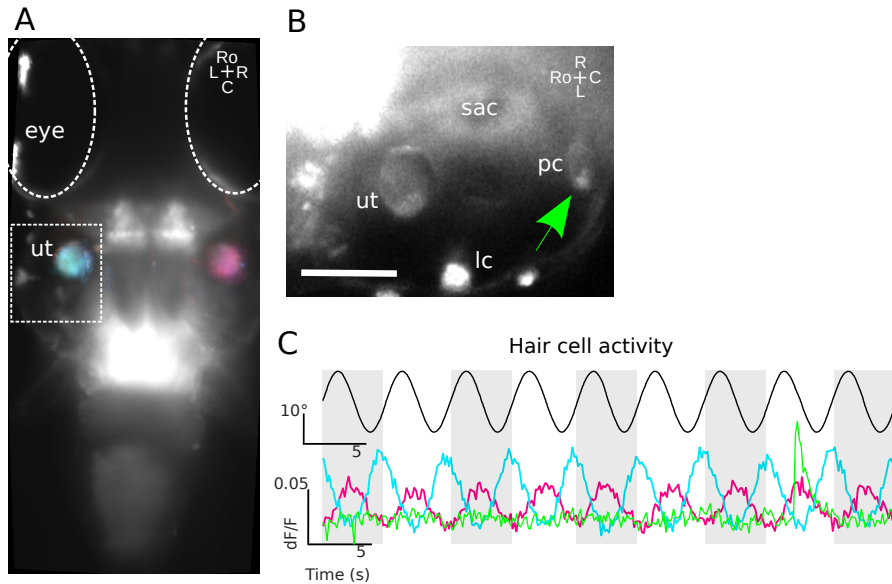 A
Ro
L R
C
eye
ut
B
R
Ro C
L
sac
pc
ut
lc
C
Hair cell activity
10°
5
0.05
dF/F
5
Time (s)